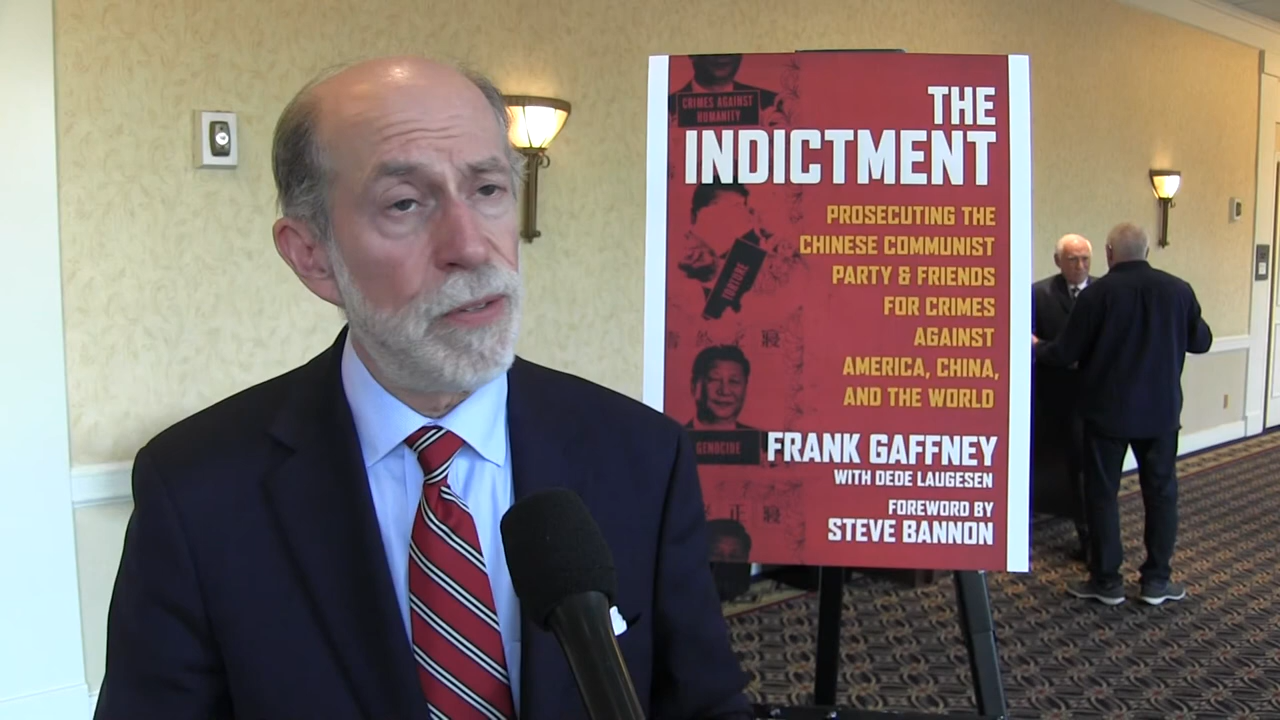 CRIMES AGAINST
HUMANITY
THE
INDICTMENT
PROSECUTING THE
CHINESE COMMUNIST
PARTY & FRIENDS
FOR CRIMES
AGAINST
AMERICA, CHINA,
AND THE WORLD
TORTURE
GENOCIDE
FRANK GAFFNEY
WITH DEDE LAUGESEN
FOREWORD BY
STEVE BANNON